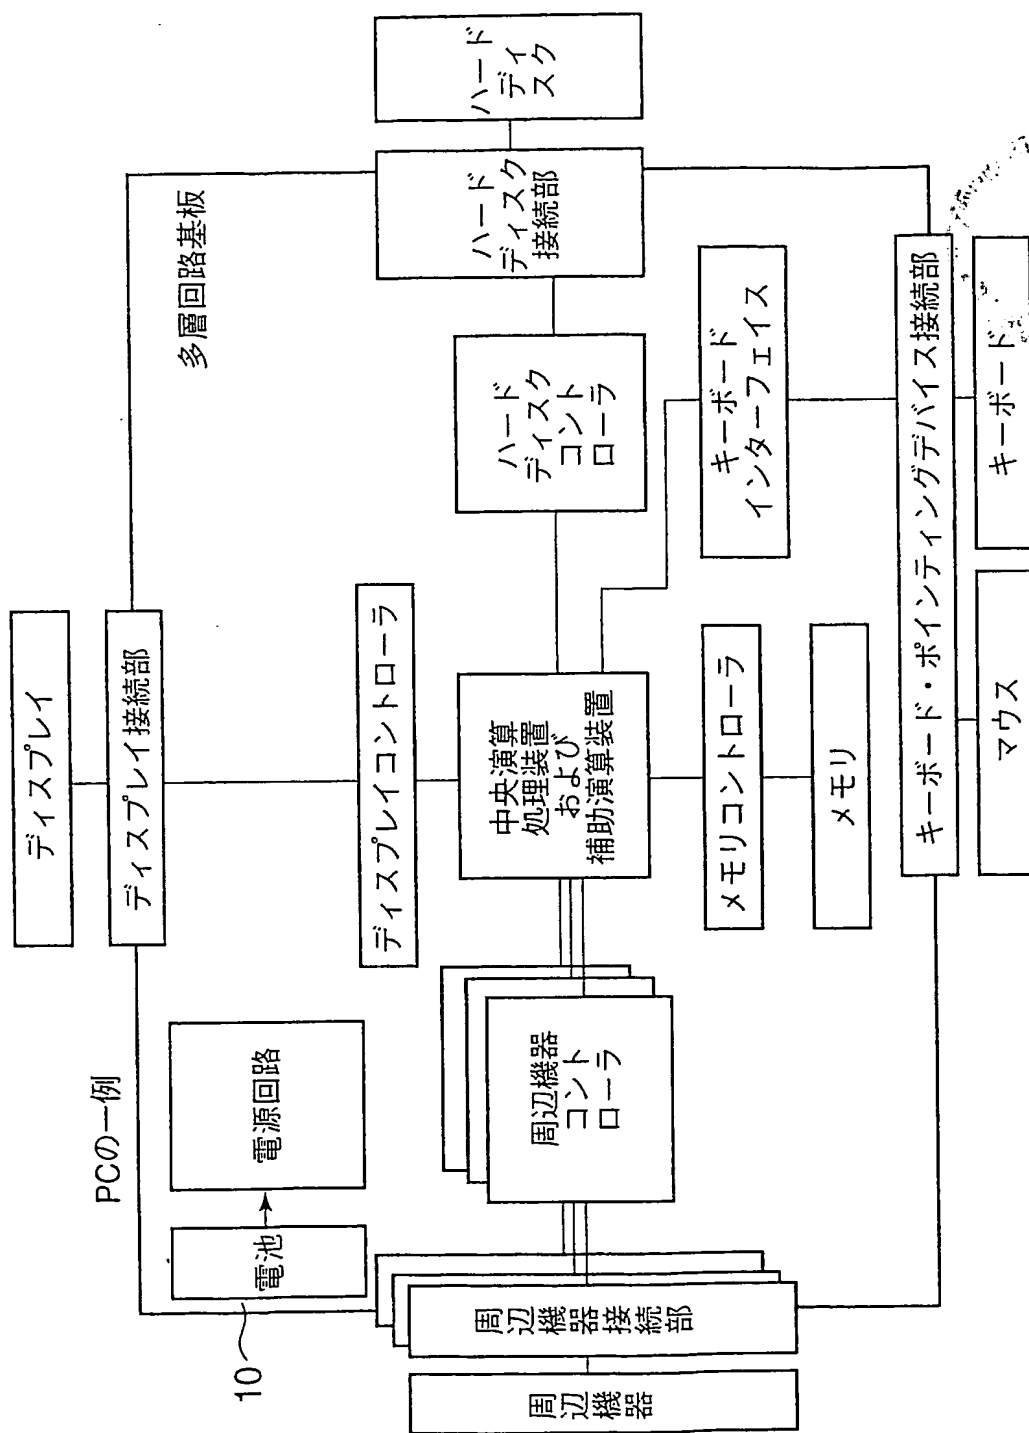 PCの一例
多層回路基板
ディスプレイ
ディスプレイ接続部
ディスプレイコントローラ
電池
電源回路
10
周辺機器
周辺機器接続部
周辺機器
コント
ローラ
中央演算
処理装置
および
補助演算装置
ハード
ディスク
コント
ローラ
ハード
ディスク
接続部
ハード
ディ
スク
メモリコントローラ
メモリ
キーボード
インターフェイス
キーボード・ポインティングデバイス接続部
マウス
キーボード